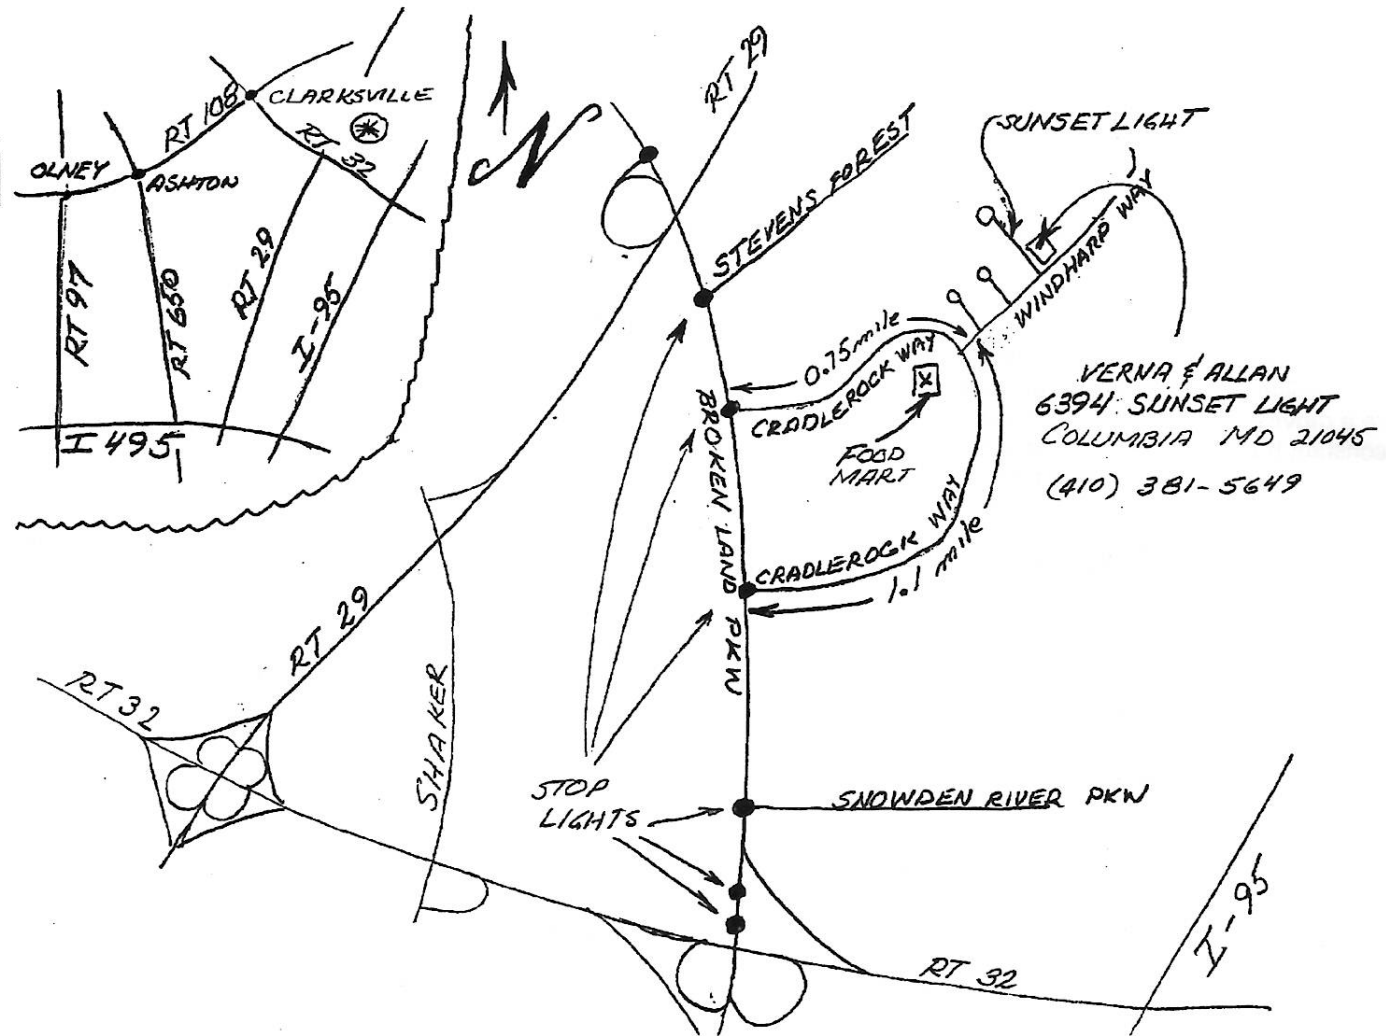 RT 108
CLARKSVILLE
OLNEY
ASHTON
RT 32
RT 97
RT 650
RT 29
I-95
I 495
N
RT 29
STEVENS FOREST
SUNSET LIGHT
WINDHARP WAY
0.75 mile
CRADLEROCK WAY
X
FOOD
MART
VERNA & ALLAN
6394 SUNSET LIGHT
COLUMBIA MD 21045
(410) 381-5649
BROKEN LAND PKW
CRADLEROCK WAY
1.1 mile
RT 29
RT 32
SHAKER
STOP
LIGHTS
SNOWDEN RIVER PKW
I-95
RT 32